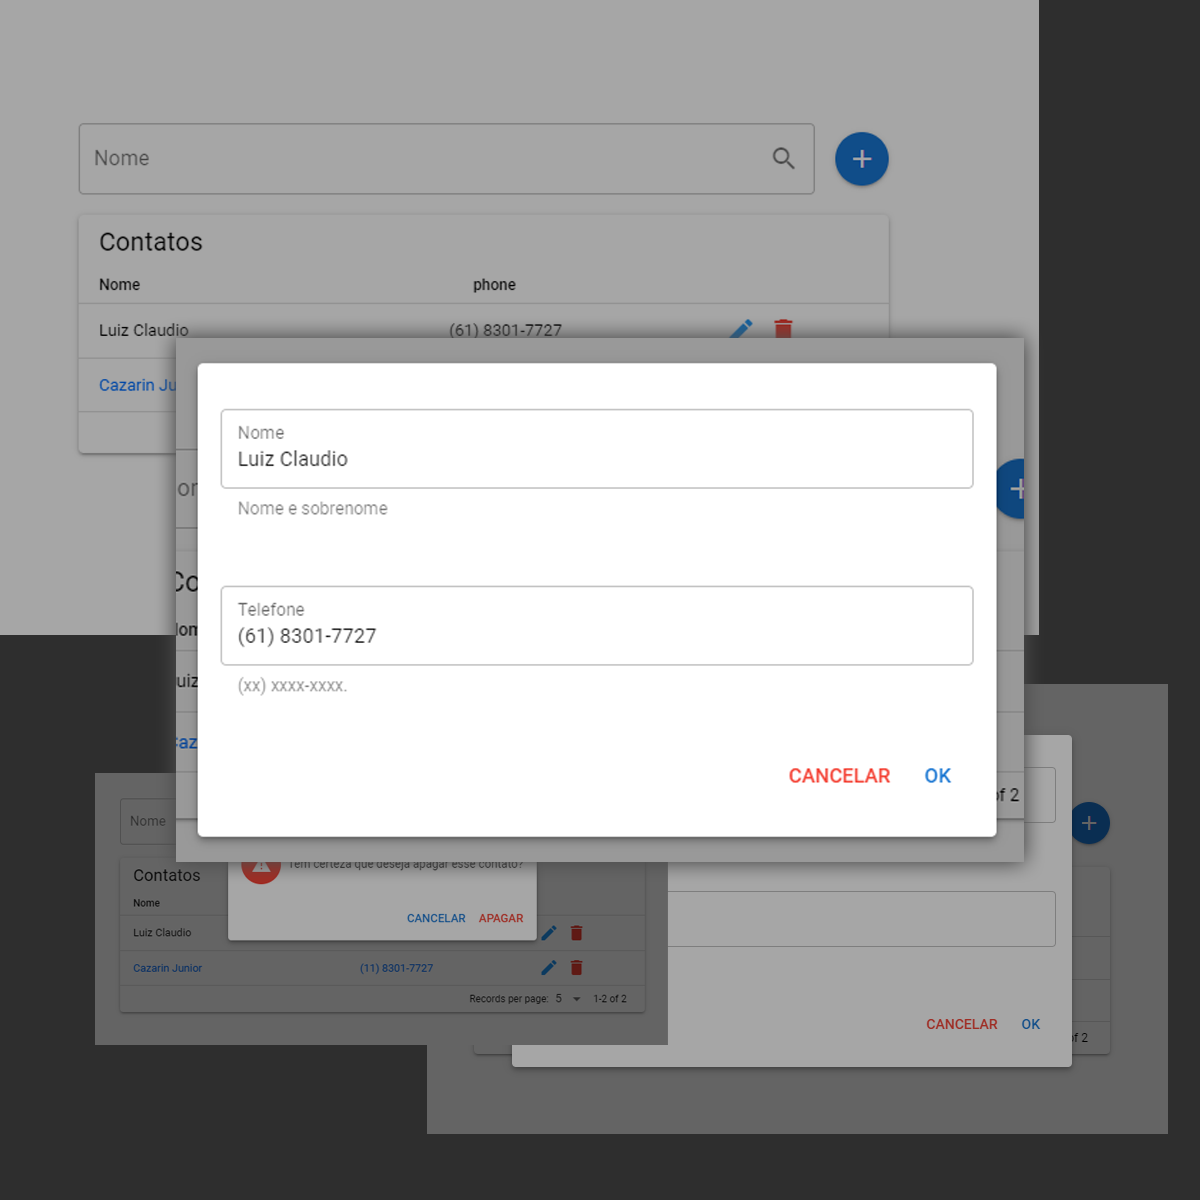 Nome
Contatos
Nome phone
Luiz Claudio (61) 8301-7727
Cazarin Ju
Nome
Luiz Claudio
Nome e sobrenome
Telefone
(61) 8301-7727
(xx) xxxx-xxxx.
CANCELAR OK
of 2
Nome
Tem certeza que deseja apagar esse contato?
Contatos
Nome
CANCELAR APAGAR
Luiz Claudio
Cazarin Junior (11) 8301-7727
Records per page: 5 1-2 of 2
CANCELAR OK
of 2